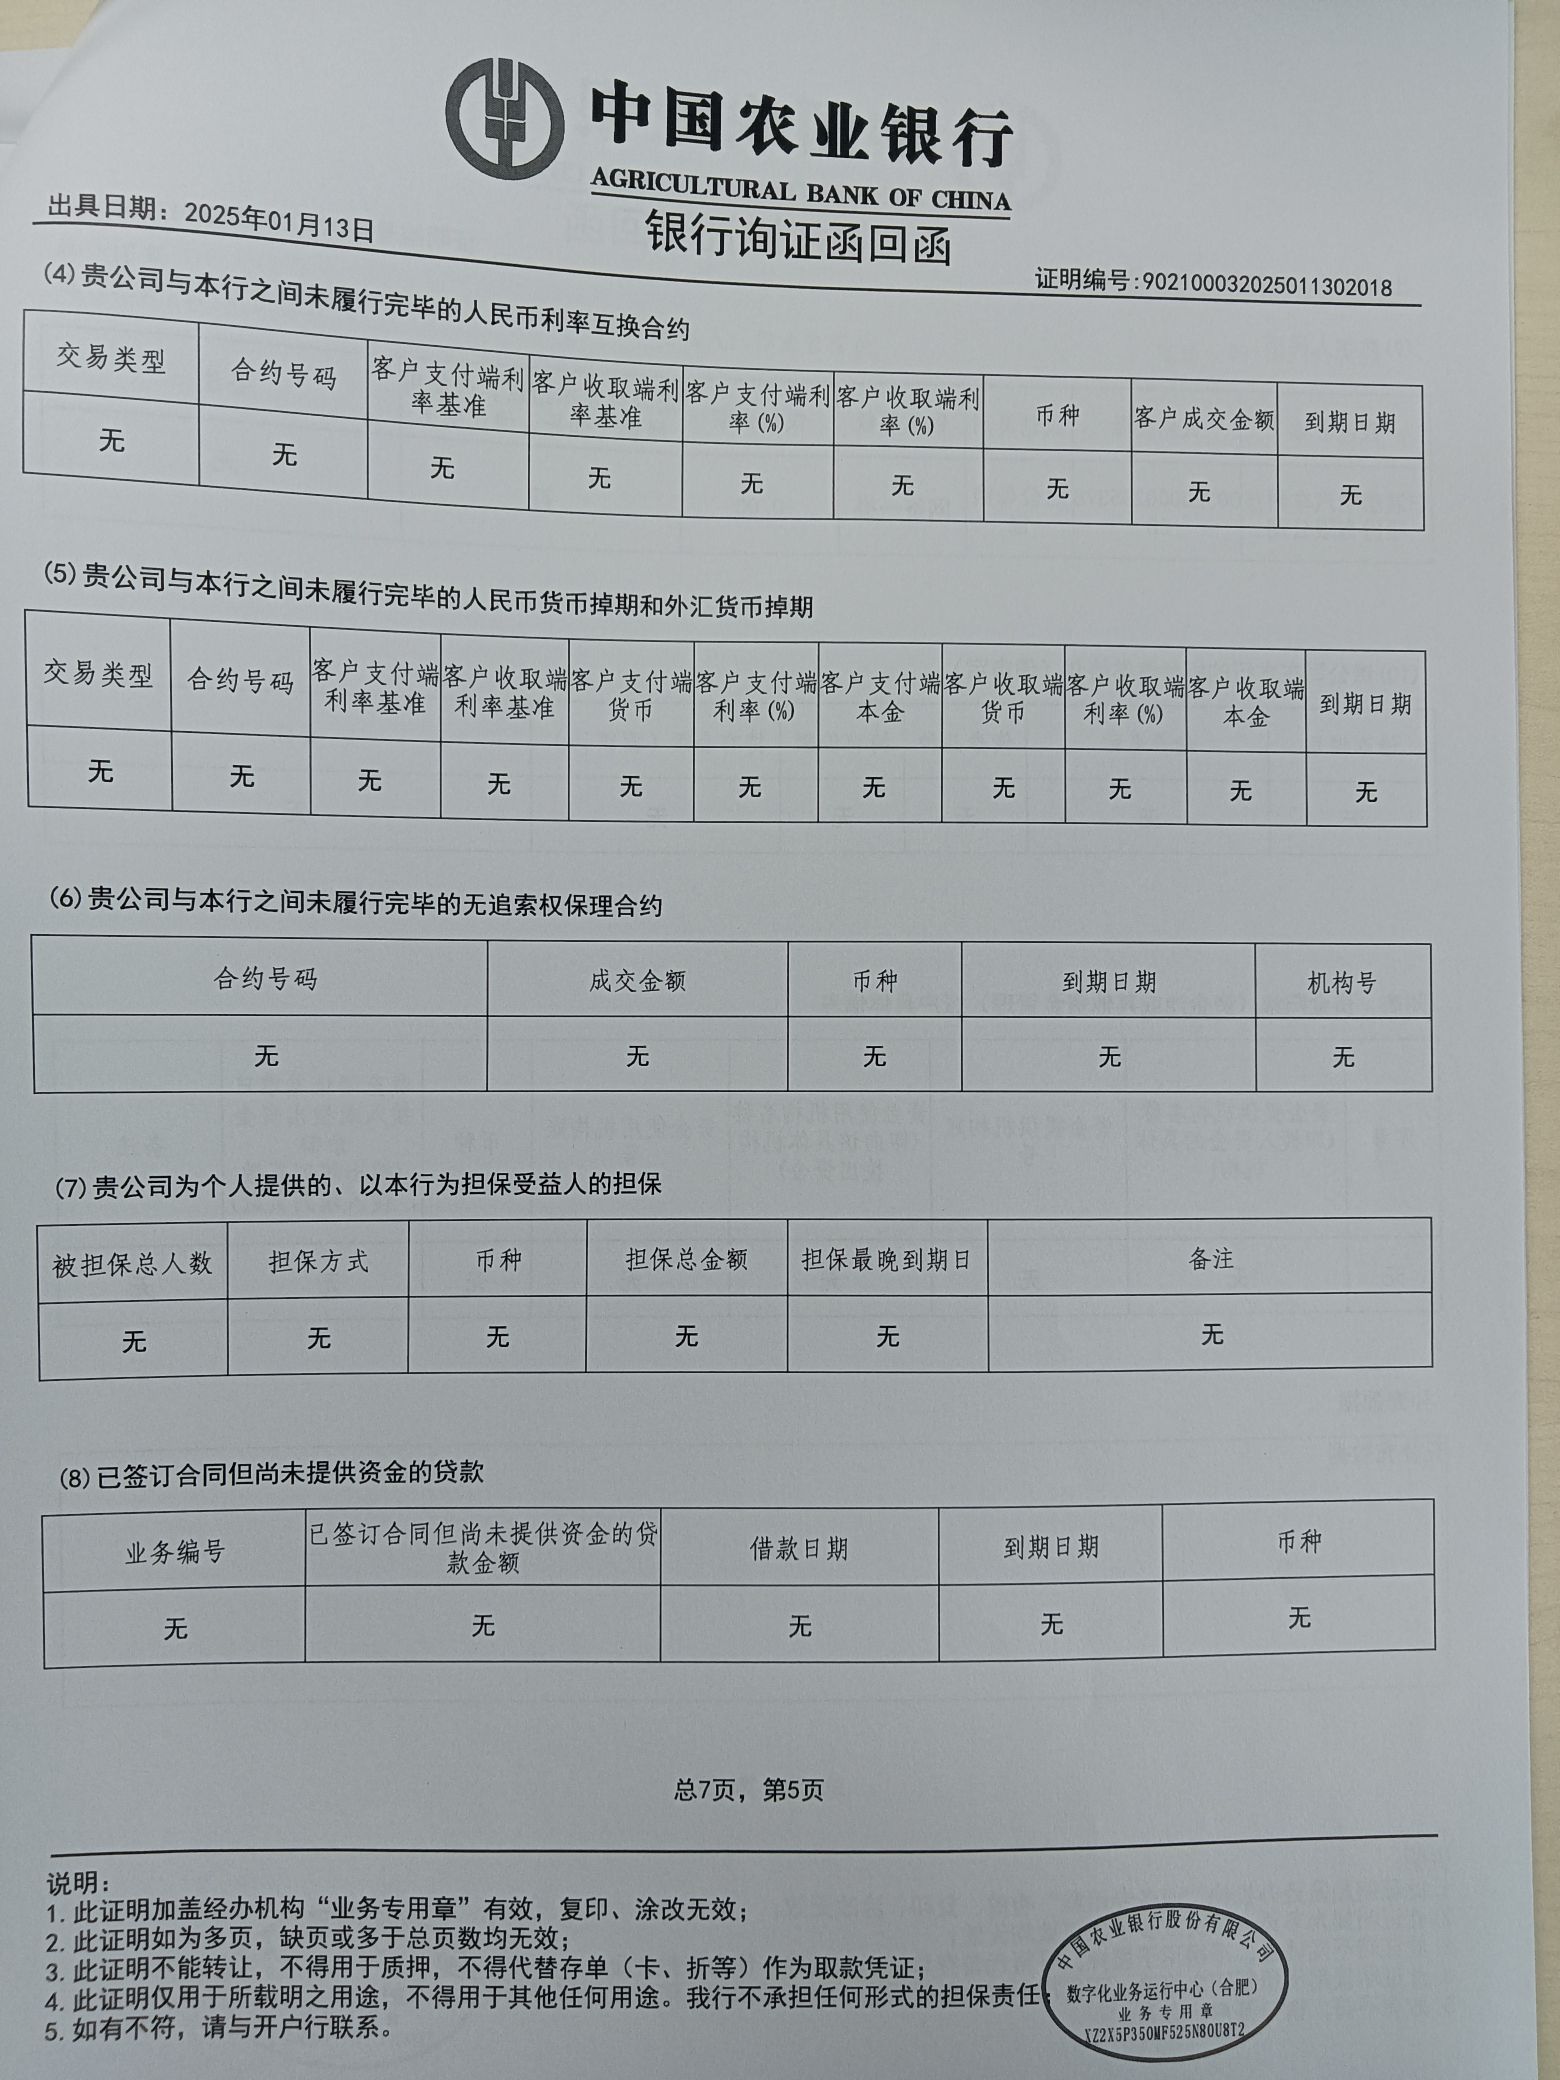 中国农业银行
AGRICULTURAL BANK OF CHINA
出具日期：2025年01月13日
银行询证函回函
证明编号:902100032025011302018
(4)贵公司与本行之间未履行完毕的人民币利率互换合约
交易类型 合约号码 客户支付端利率基准 客户收取端利率基准 客户支付端利率(%) 客户收取端利率(%) 币种 客户成交金额 到期日期
无 无 无 无 无 无 无 无 无
(5)贵公司与本行之间未履行完毕的人民币货币掉期和外汇货币掉期
交易类型 合约号码 客户支付端利率基准 客户收取端利率基准 客户支付端货币 客户支付端利率(%) 客户支付端本金 客户收取端货币 客户收取端利率(%) 客户收取端本金 到期日期
无 无 无 无 无 无 无 无 无 无 无
(6)贵公司与本行之间未履行完毕的无追索权保理合约
合约号码 成交金额 币种 到期日期 机构号
无 无 无 无 无
(7)贵公司为个人提供的、以本行为担保受益人的担保
被担保总人数 担保方式 币种 担保总金额 担保最晚到期日 备注
无 无 无 无 无 无
(8)已签订合同但尚未提供资金的贷款
业务编号 已签订合同但尚未提供资金的贷款金额 借款日期 到期日期 币种
无 无 无 无 无
总7页，第5页
说明：
1.此证明加盖经办机构“业务专用章”有效，复印、涂改无效；
2.此证明如为多页，缺页或多于总页数均无效；
3.此证明不能转让，不得用于质押，不得代替存单（卡、折等）作为取款凭证；
4.此证明仅用于所载明之用途，不得用于其他任何用途。我行不承担任何形式的担保责任；
5.如有不符，请与开户行联系。
中国农业银行股份有限公司
数字化业务运行中心（合肥）
业务专用章
XZ2X5P350MF525N80U8T2